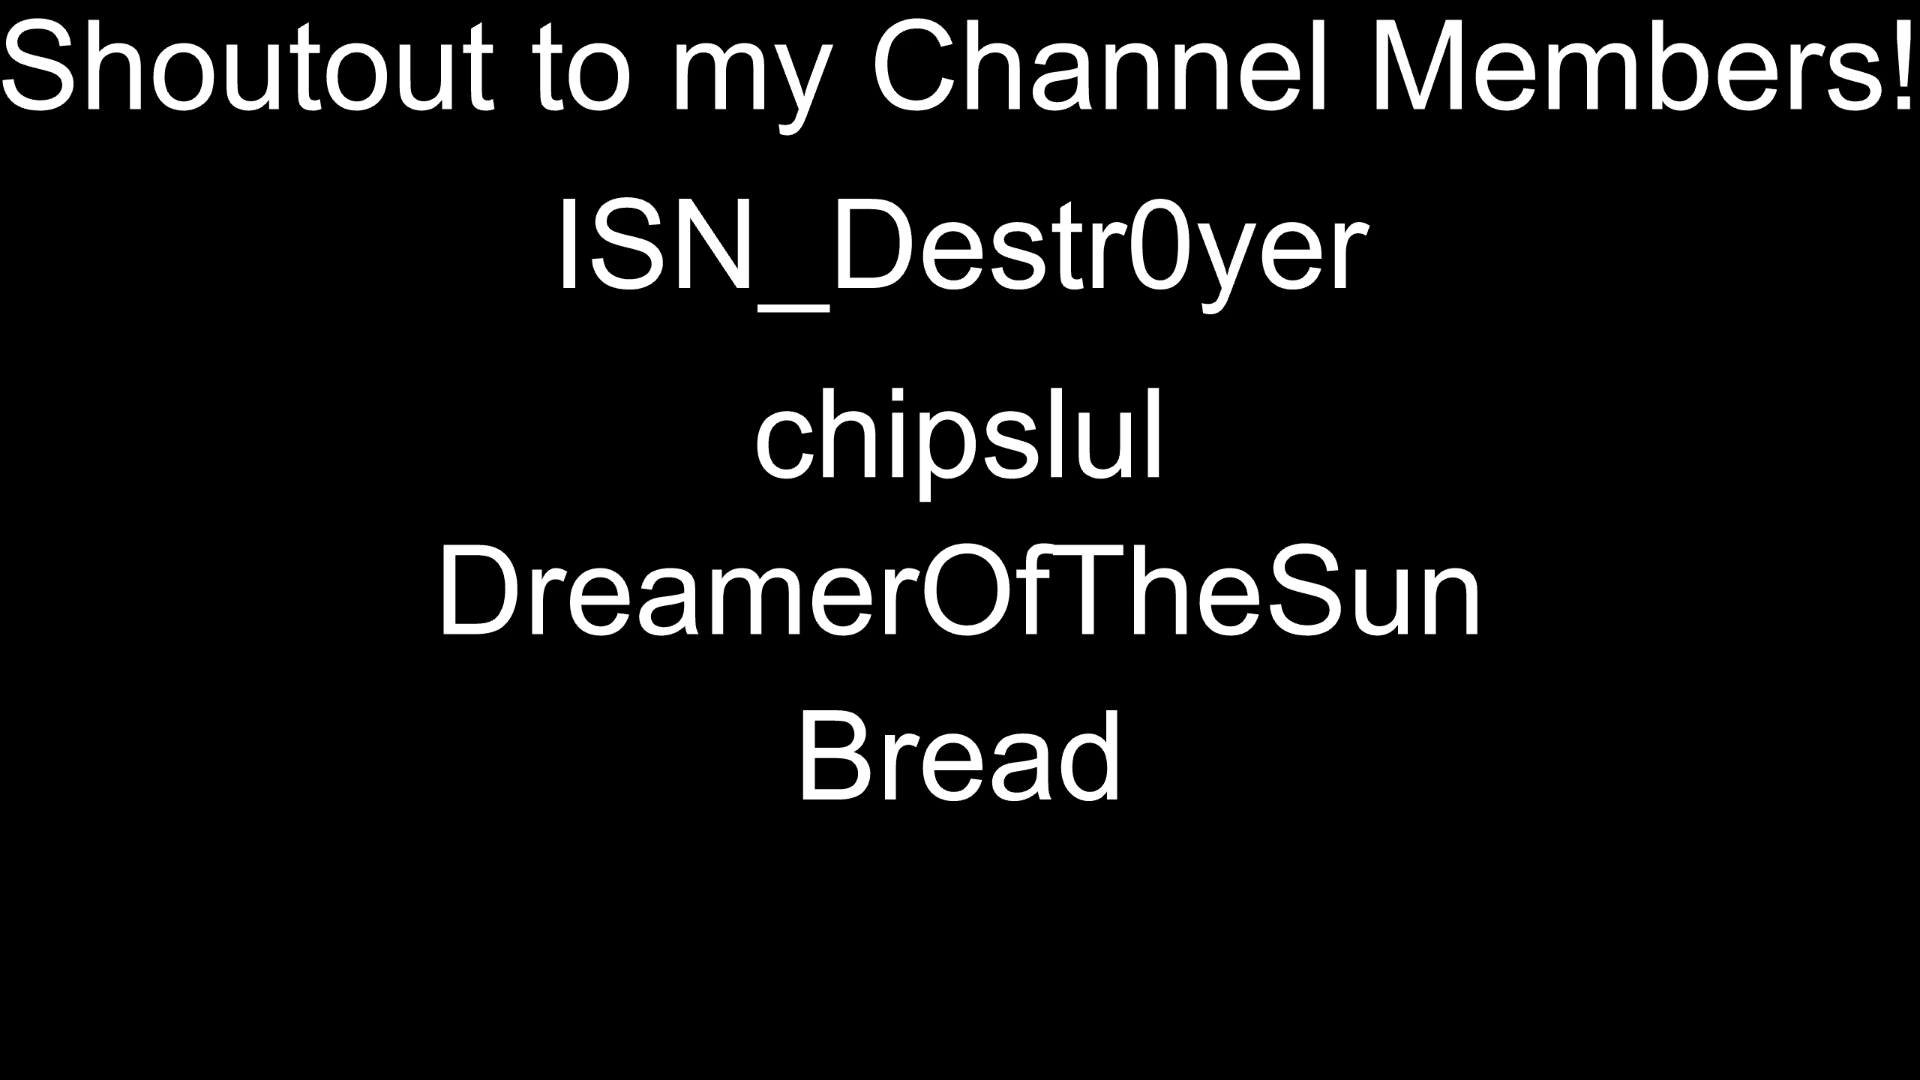 Shoutout to my Channel Members!
ISN_Destr0yer
chipslul
DreamerOfTheSun
Bread